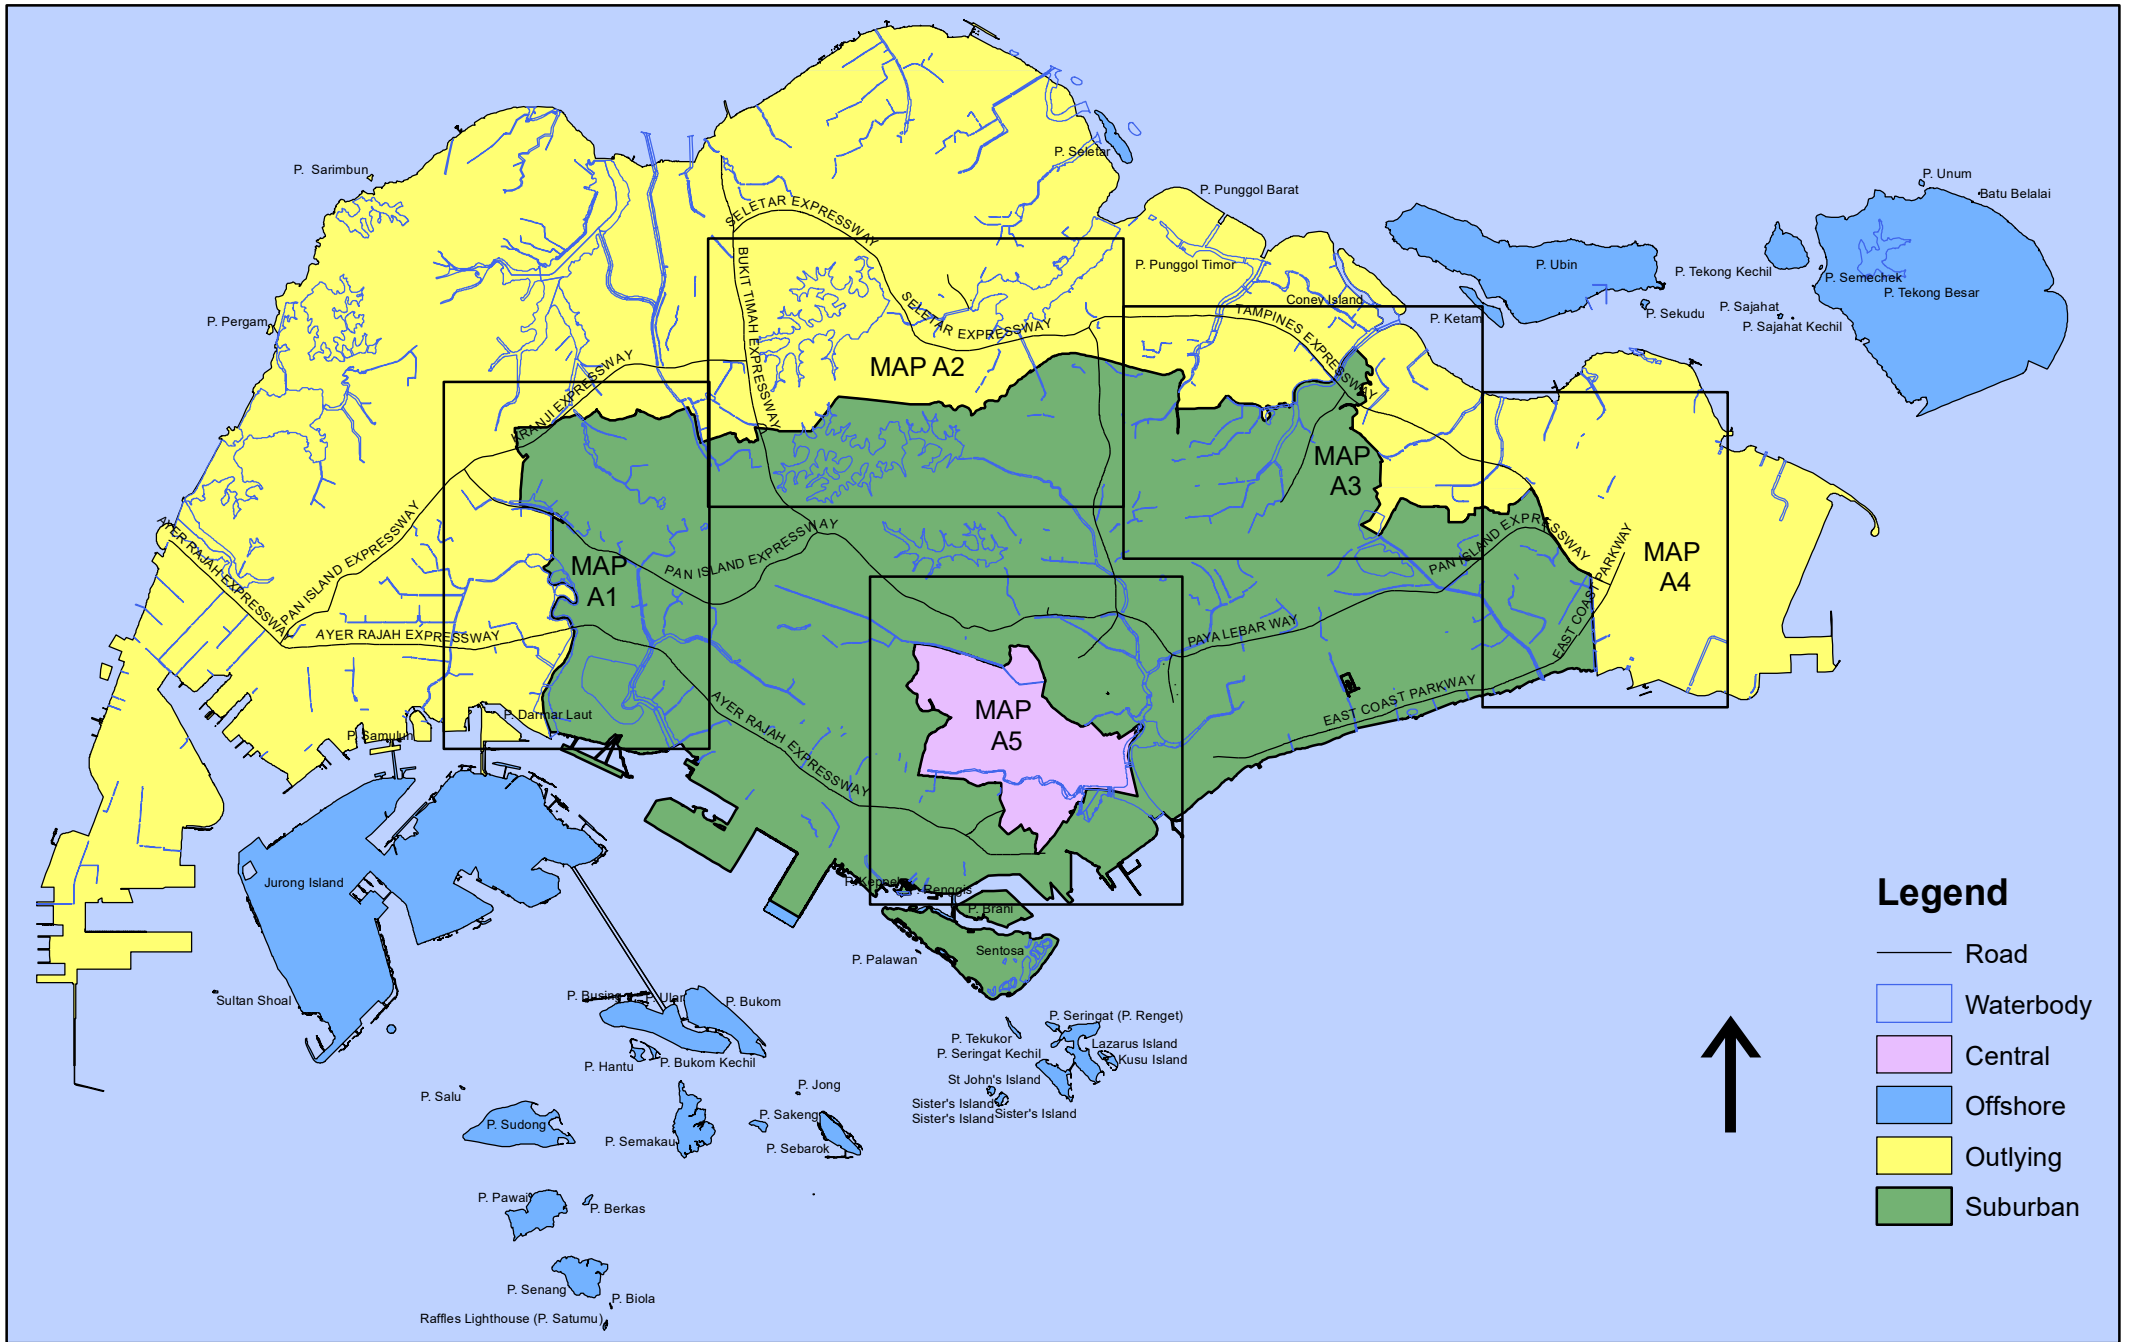 P. Sarimbun
P. Seletar
P. Punggol Barat
P. Unum
Batu Belalai
SELETAR EXPRESSWAY
P. Punggol Timor
P. Ubin
P. Tekong Kechil
P. Semechek
P. Tekong Besar
BUKIT TIMAH EXPRESSWAY
SELETAR EXPRESSWAY
Coney Island
P. Ketam
P. Sekudu
P. Sajahat
P. Sajahat Kechil
P. Pergam
TAMPINES EXPRESSWAY
MAP A2
KRANJI EXPRESSWAY
MAP
A3
AYER RAJAH EXPRESSWAY
PAN ISLAND EXPRESSWAY
PAN ISLAND EXPRESSWAY
PAN ISLAND EXPRESSWAY
MAP
A1
MAP
A4
EAST COAST PARKWAY
AYER RAJAH EXPRESSWAY
PAYA LEBAR WAY
EAST COAST PARKWAY
AYER RAJAH EXPRESSWAY
MAP
A5
P. Damar Laut
P. Samulun
Jurong Island
P. Keppel
P. Renggis
P. Brani
Sentosa
P. Palawan
Sultan Shoal
P. Busing
P. Ular
P. Bukom
P. Hantu
P. Bukom Kechil
P. Seringat (P. Renget)
P. Tekukor
Lazarus Island
P. Seringat Kechil
Kusu Island
St John's Island
Sister's Island
Sister's Island
Sister's Island
P. Salu
P. Jong
P. Sudong
P. Semakau
P. Sakeng
P. Sebarok
P. Pawai
P. Berkas
P. Senang
P. Biola
Raffles Lighthouse (P. Satumu)
Legend
Road
Waterbody
Central
Offshore
Outlying
Suburban